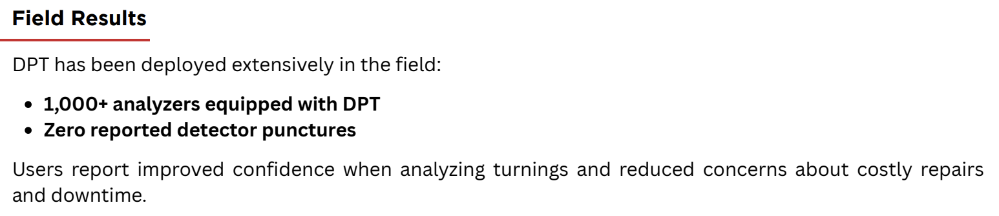 Field Results
DPT has been deployed extensively in the field:
• 1,000+ analyzers equipped with DPT
• Zero reported detector punctures
Users report improved confidence when analyzing turnings and reduced concerns about costly repairs
and downtime.